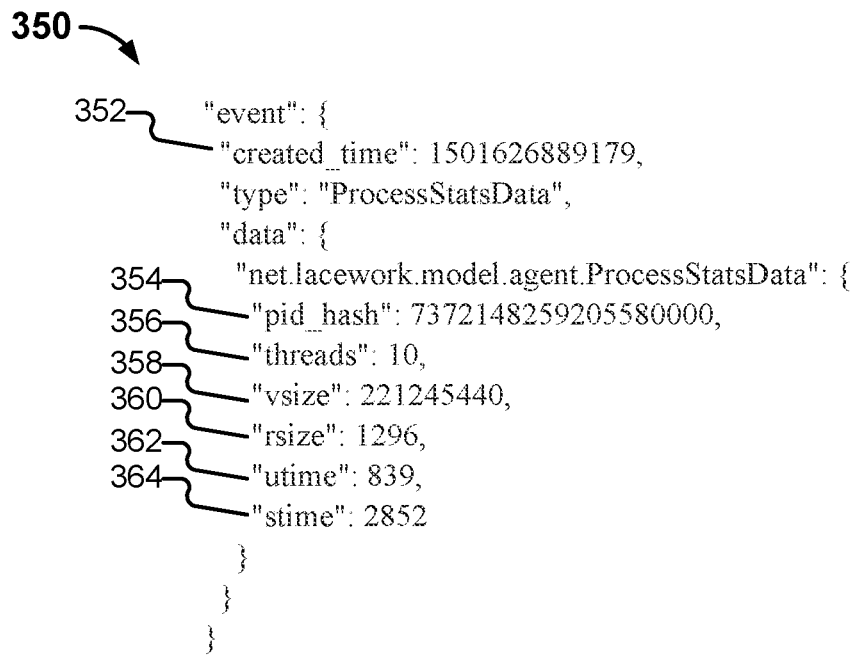 350
352 "event": {
"created_time": 1501626889179,
"type": "ProcessStatsData",
"data": {
354 "net.lacework.model.agent.ProcessStatsData": {
"pid_hash": 7372148259205580000,
356
"threads": 10,
358
"vsize": 221245440,
360
"rsize": 1296,
362
"utime": 839,
364
"stime": 2852
}
}
}